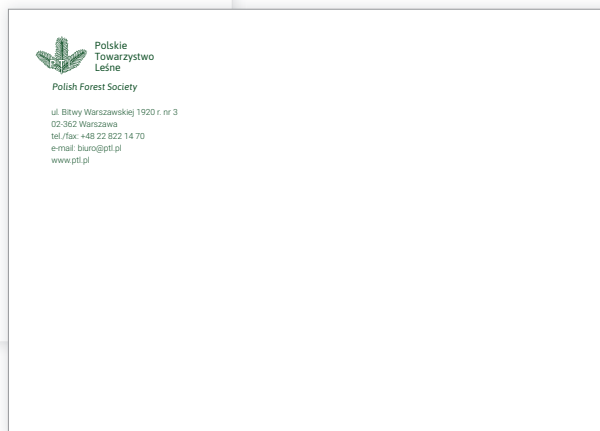 Polskie
Towarzystwo
Leśne
Polish Forest Society
ul. Bitwy Warszawskiej 1920 r. nr 3
02-362 Warszawa
tel./fax: +48 22 822 14 70
e-mail: biuro@ptl.pl
www.ptl.pl